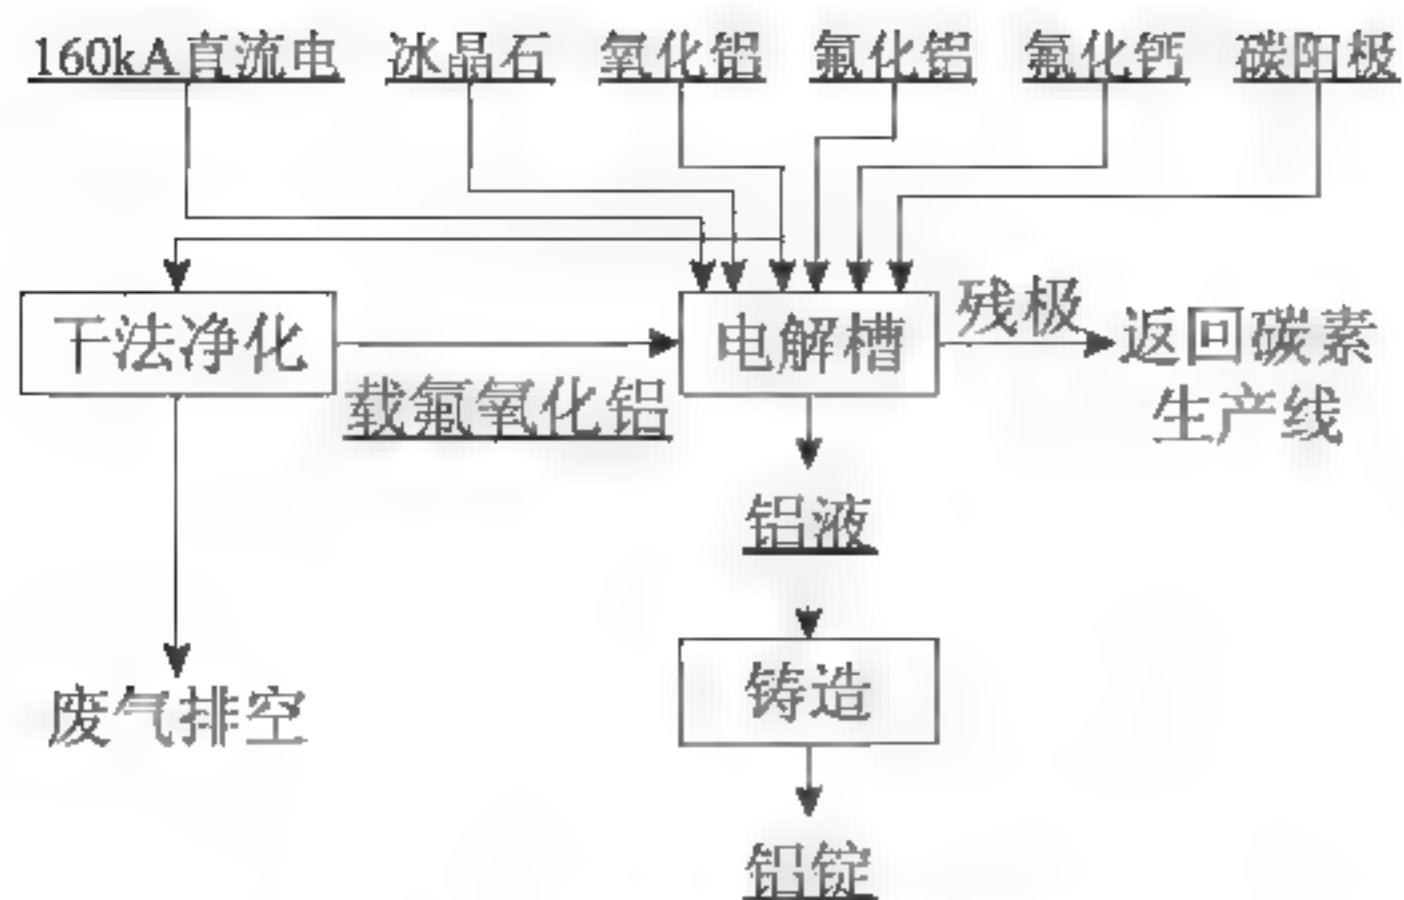 160kA直流电 冰晶石 氧化铝 氟化铝 氟化钙 碳阳极
干法净化
载氟氧化铝
电解槽
残极
返回碳素
生产线
铝液
废气排空
铸造
铝锭